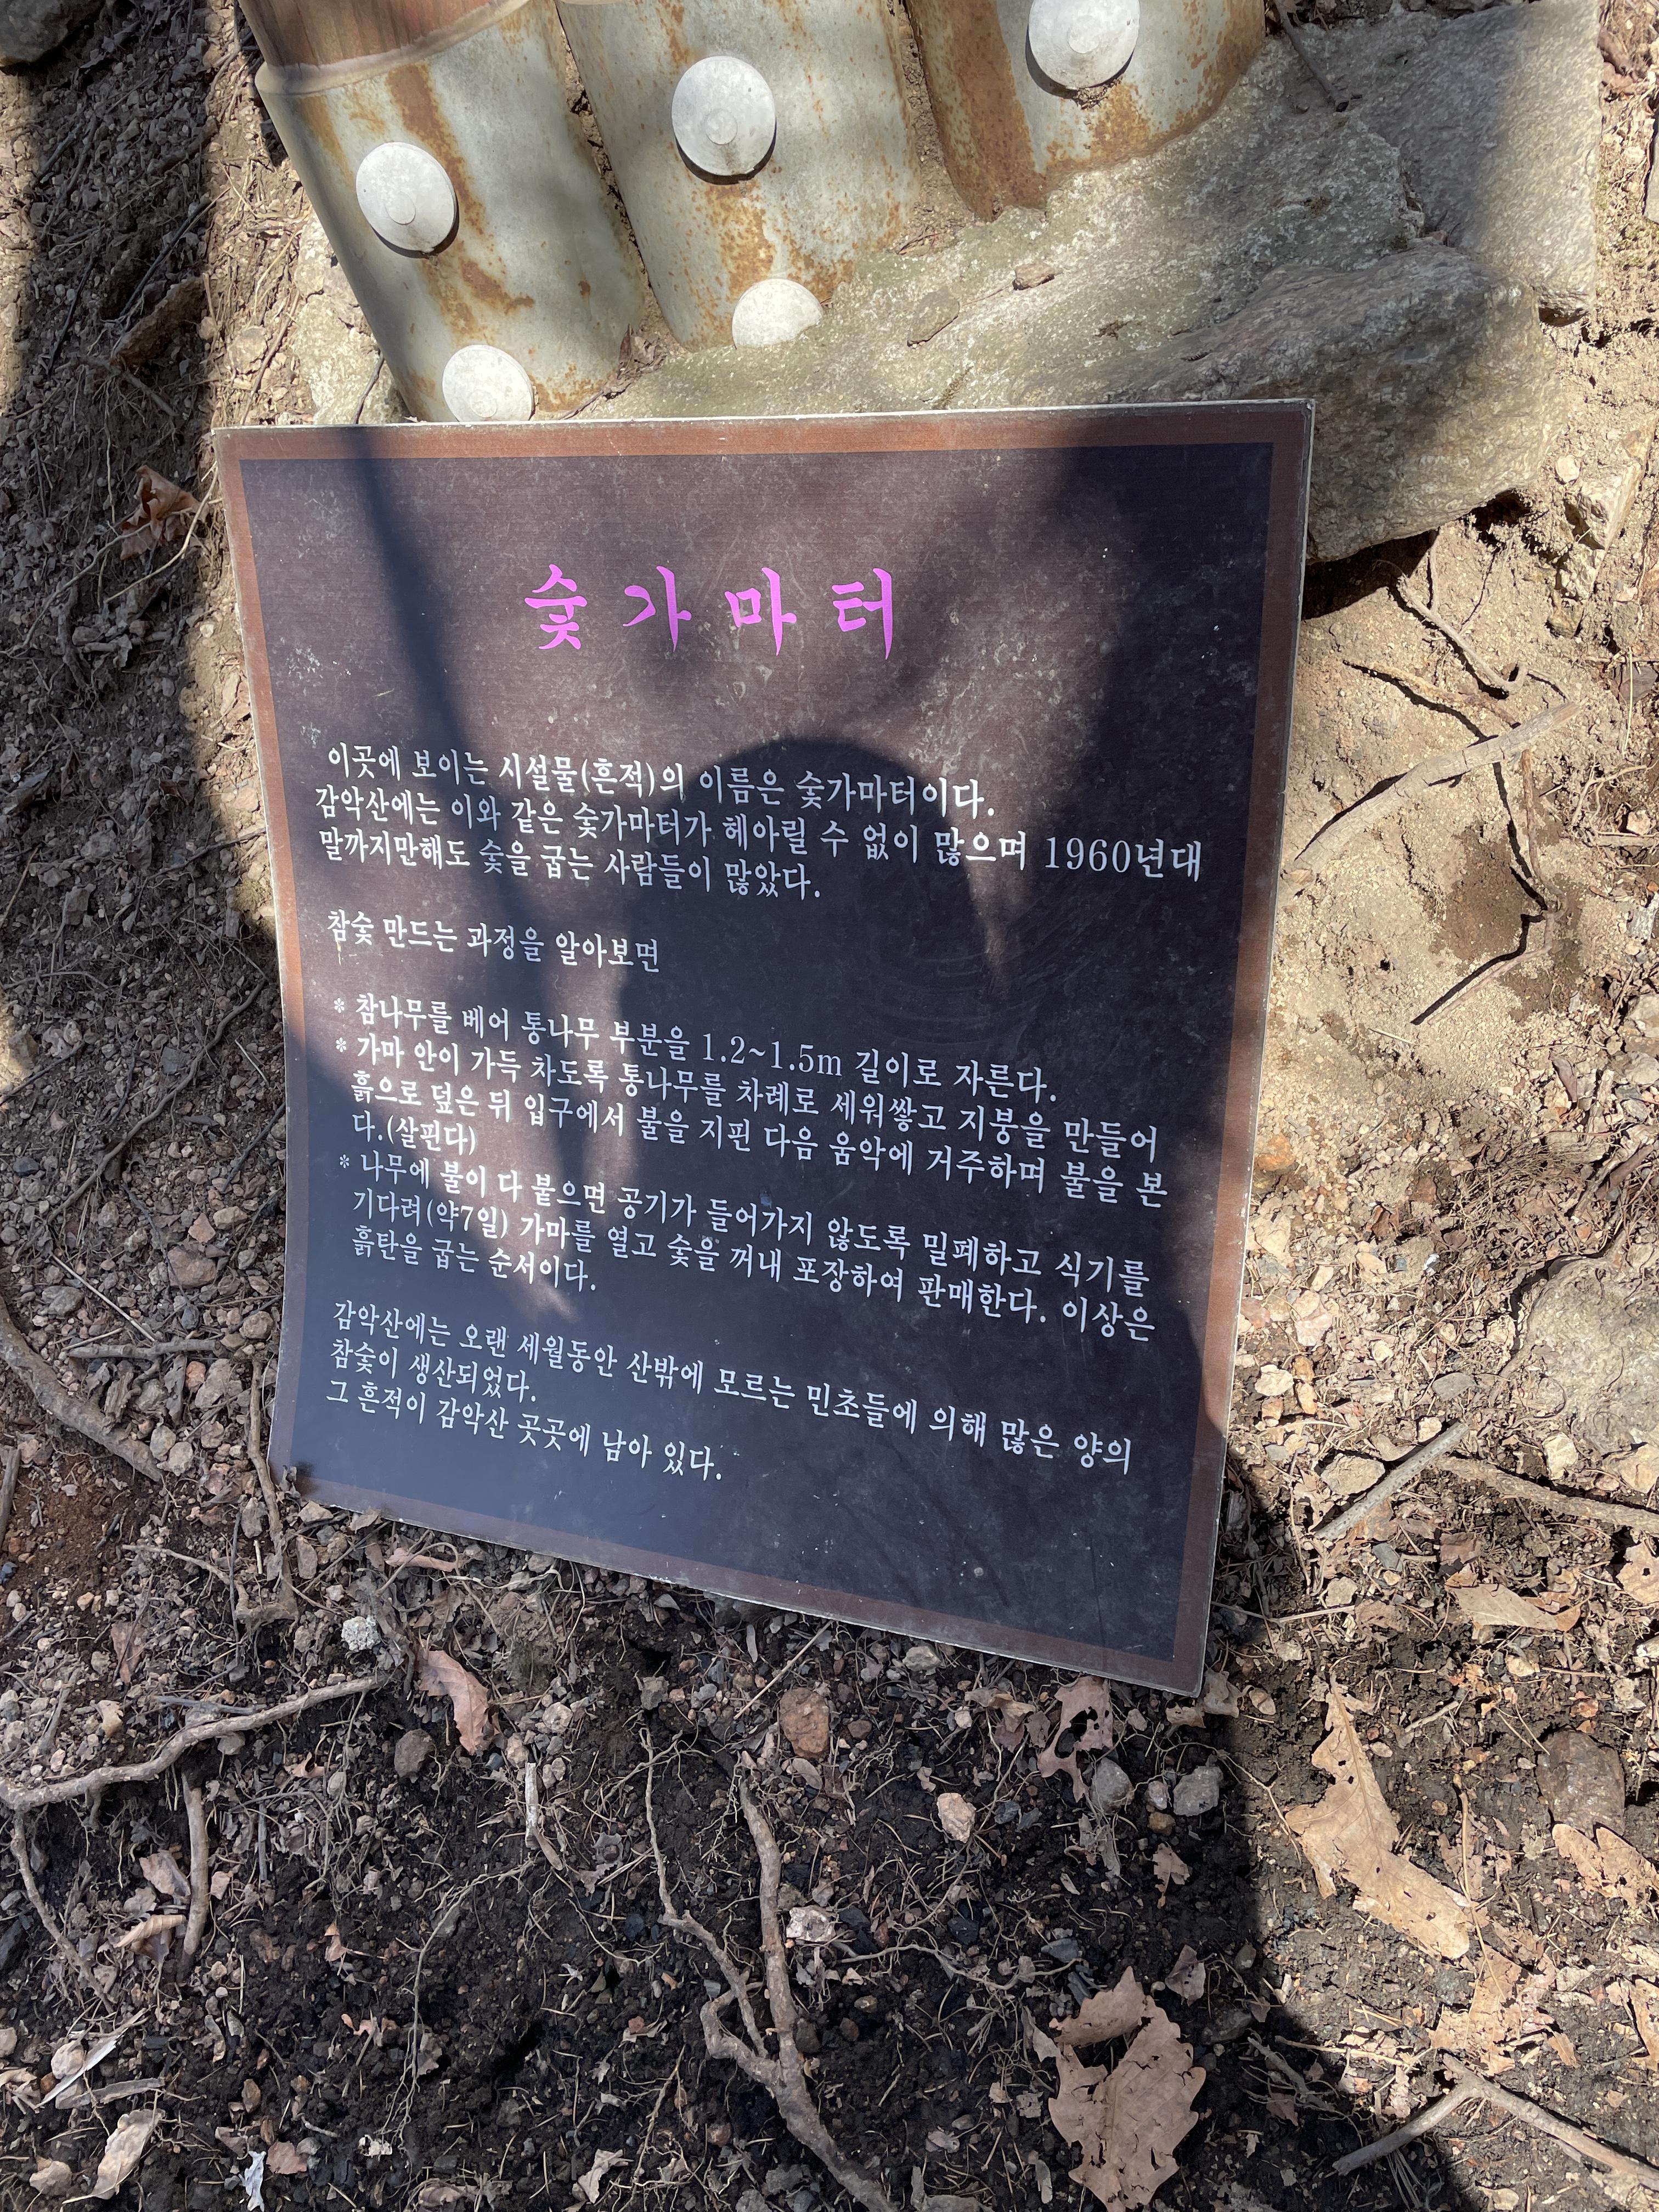 숯가마터
이곳에 보이는 시설물(흔적)의 이름은 숯가마터이다.
감악산에는 이와 같은 숯가마터가 헤아릴 수 없이 많으며 1960년대
말까지만해도 숯을 굽는 사람들이 많았다.
참숯 만드는 과정을 알아보면
* 참나무를 베어 통나무 부분을 1.2~1.5m 길이로 자른다.
* 가마 안이 가득 차도록 통나무를 차례로 세워쌓고 지붕을 만들어
흙으로 덮은 뒤 입구에서 불을 지핀 다음 움악에 거주하며 불을 본
다.(살핀다)
* 나무에 불이 다 붙으면 공기가 들어가지 않도록 밀폐하고 식기를
기다려(약7일) 가마를 열고 숯을 꺼내 포장하여 판매한다. 이상은
흙탄을 굽는 순서이다.
감악산에는 오랜 세월동안 산밖에 모르는 민초들에 의해 많은 양의
참숯이 생산되었다.
그 흔적이 감악산 곳곳에 남아 있다.